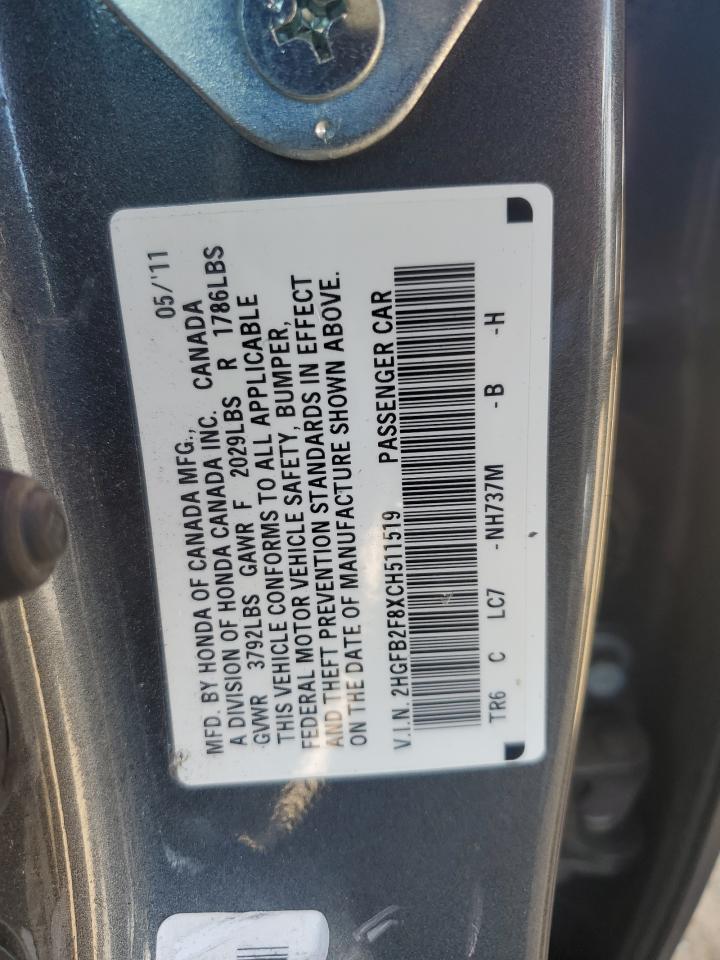 05/'11
MFD. BY HONDA OF CANADA MFG.,
A DIVISION OF HONDA CANADA INC. CANADA
GVWR 3792LBS GAWR F 2029LBS R 1786LBS
THIS VEHICLE CONFORMS TO ALL APPLICABLE
FEDERAL MOTOR VEHICLE SAFETY, BUMPER,
AND THEFT PREVENTION STANDARDS IN EFFECT
ON THE DATE OF MANUFACTURE SHOWN ABOVE.
V.I.N. 2HGFB2F8XCH511519 PASSENGER CAR
TR6 C LC7 -NH737M -B -H